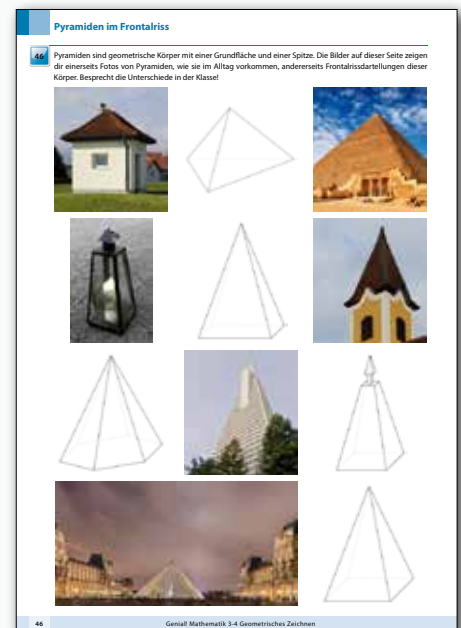 Pyramiden im Frontalriss
46 Pyramiden sind geometrische Körper mit einer Grundfläche und einer Spitze. Die Bilder auf dieser Seite zeigen
dir einerseits Fotos von Pyramiden, wie sie im Alltag vorkommen, andererseits Frontalrissdartellungen dieser
Körper. Besprecht die Unterschiede in der Klasse!
46 Genial! Mathematik 3-4 Geometrisches Zeichnen